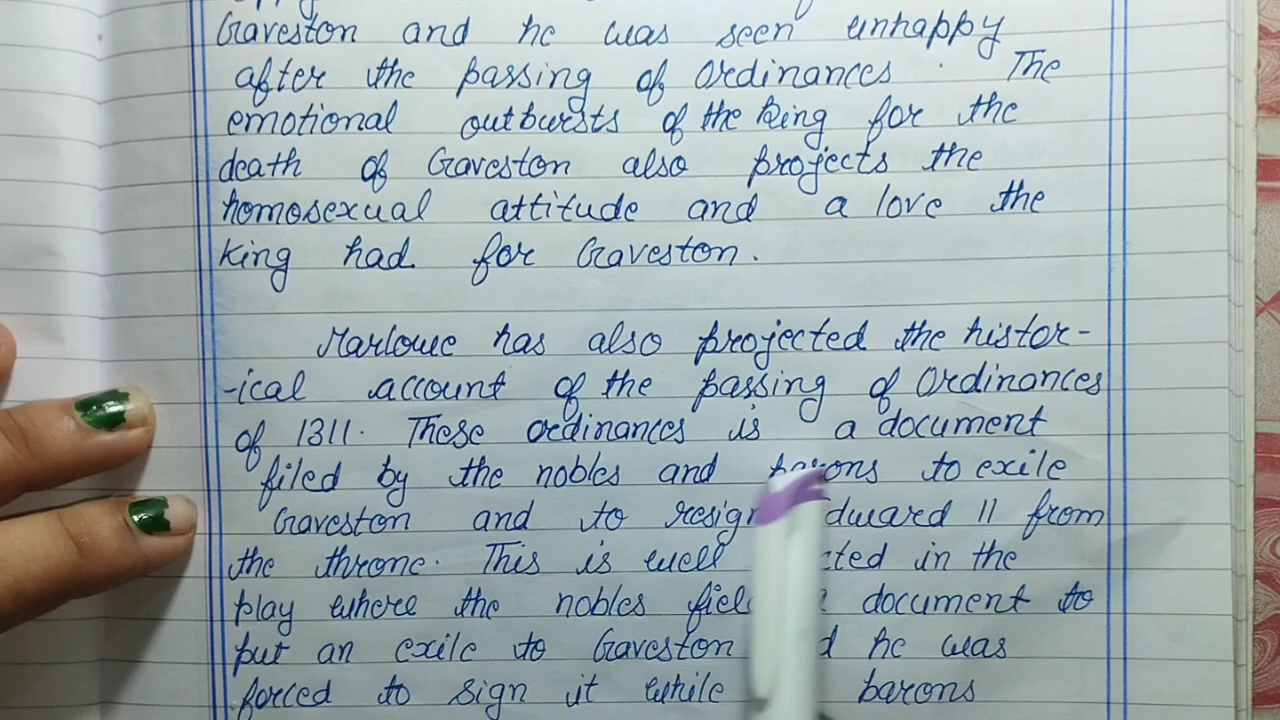 Gaveston and he was seen unhappy
after the passing of Ordinances. The
emotional outbursts of the King for the
death of Gaveston also projects the
homosexual attitude and a love the
King had for Gaveston.
Marlowe has also projected the histor-
-ical account of the passing of Ordinances
of 1311. These ordinances is a document
filed by the nobles and barons to exile
Gaveston and to resign Edward II from
the throne. This is well in the
play where the nobles document to
put an exile to Gaveston he was
forced to sign it while barons